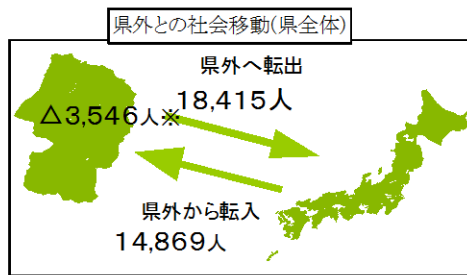 県外との社会移動(県全体)
県外へ転出
18,415人
△3,546人※
県外から転入
14,869人